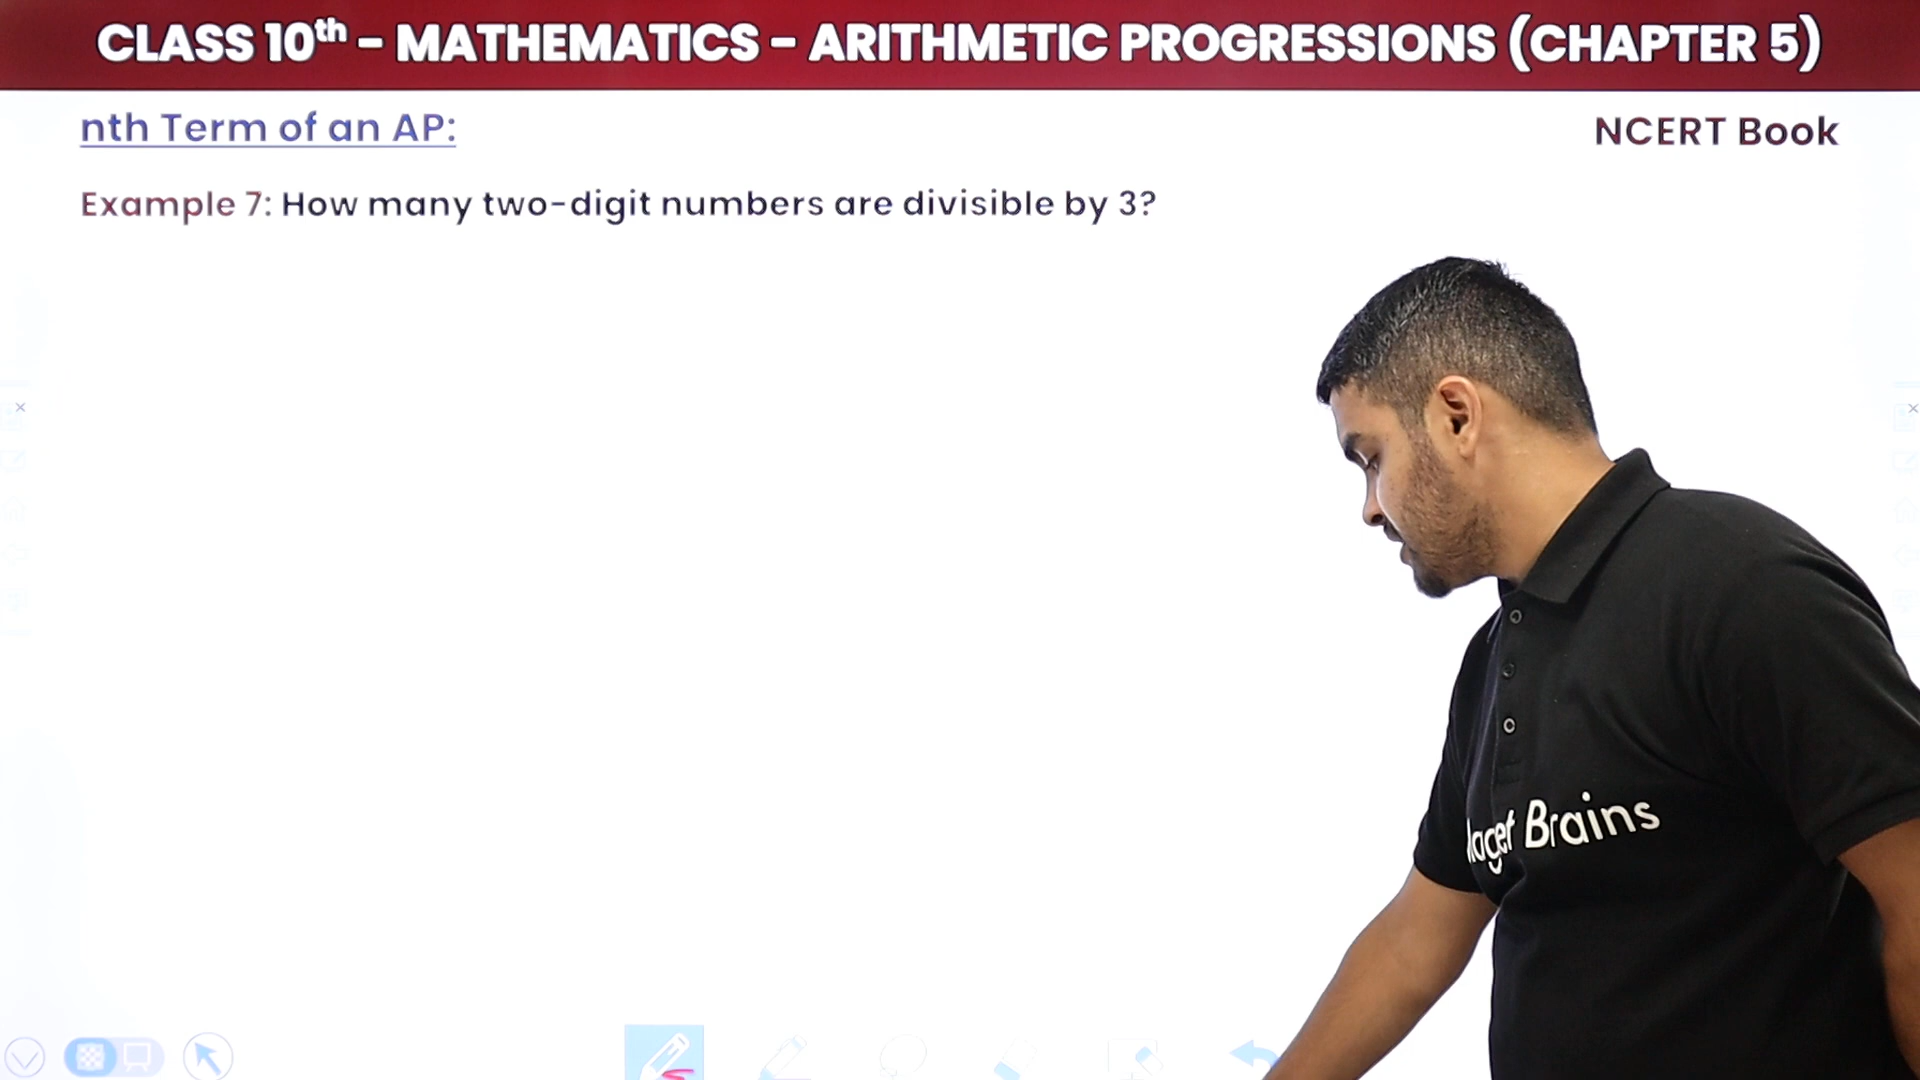 CLASS 10th - MATHEMATICS - ARITHMETIC PROGRESSIONS (CHAPTER 5)
nth Term of an AP:
NCERT Book
Example 7: How many two-digit numbers are divisible by 3?
Brains